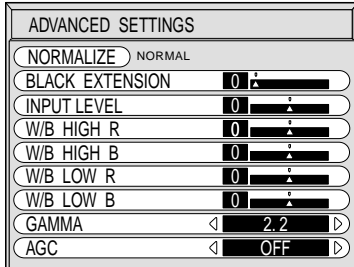 ADVANCED SETTINGS
NORMALIZE NORMAL
BLACK EXTENSION 0
INPUT LEVEL 0
W/B HIGH R 0
W/B HIGH B 0
W/B LOW R 0
W/B LOW B 0
GAMMA 2.2
AGC OFF